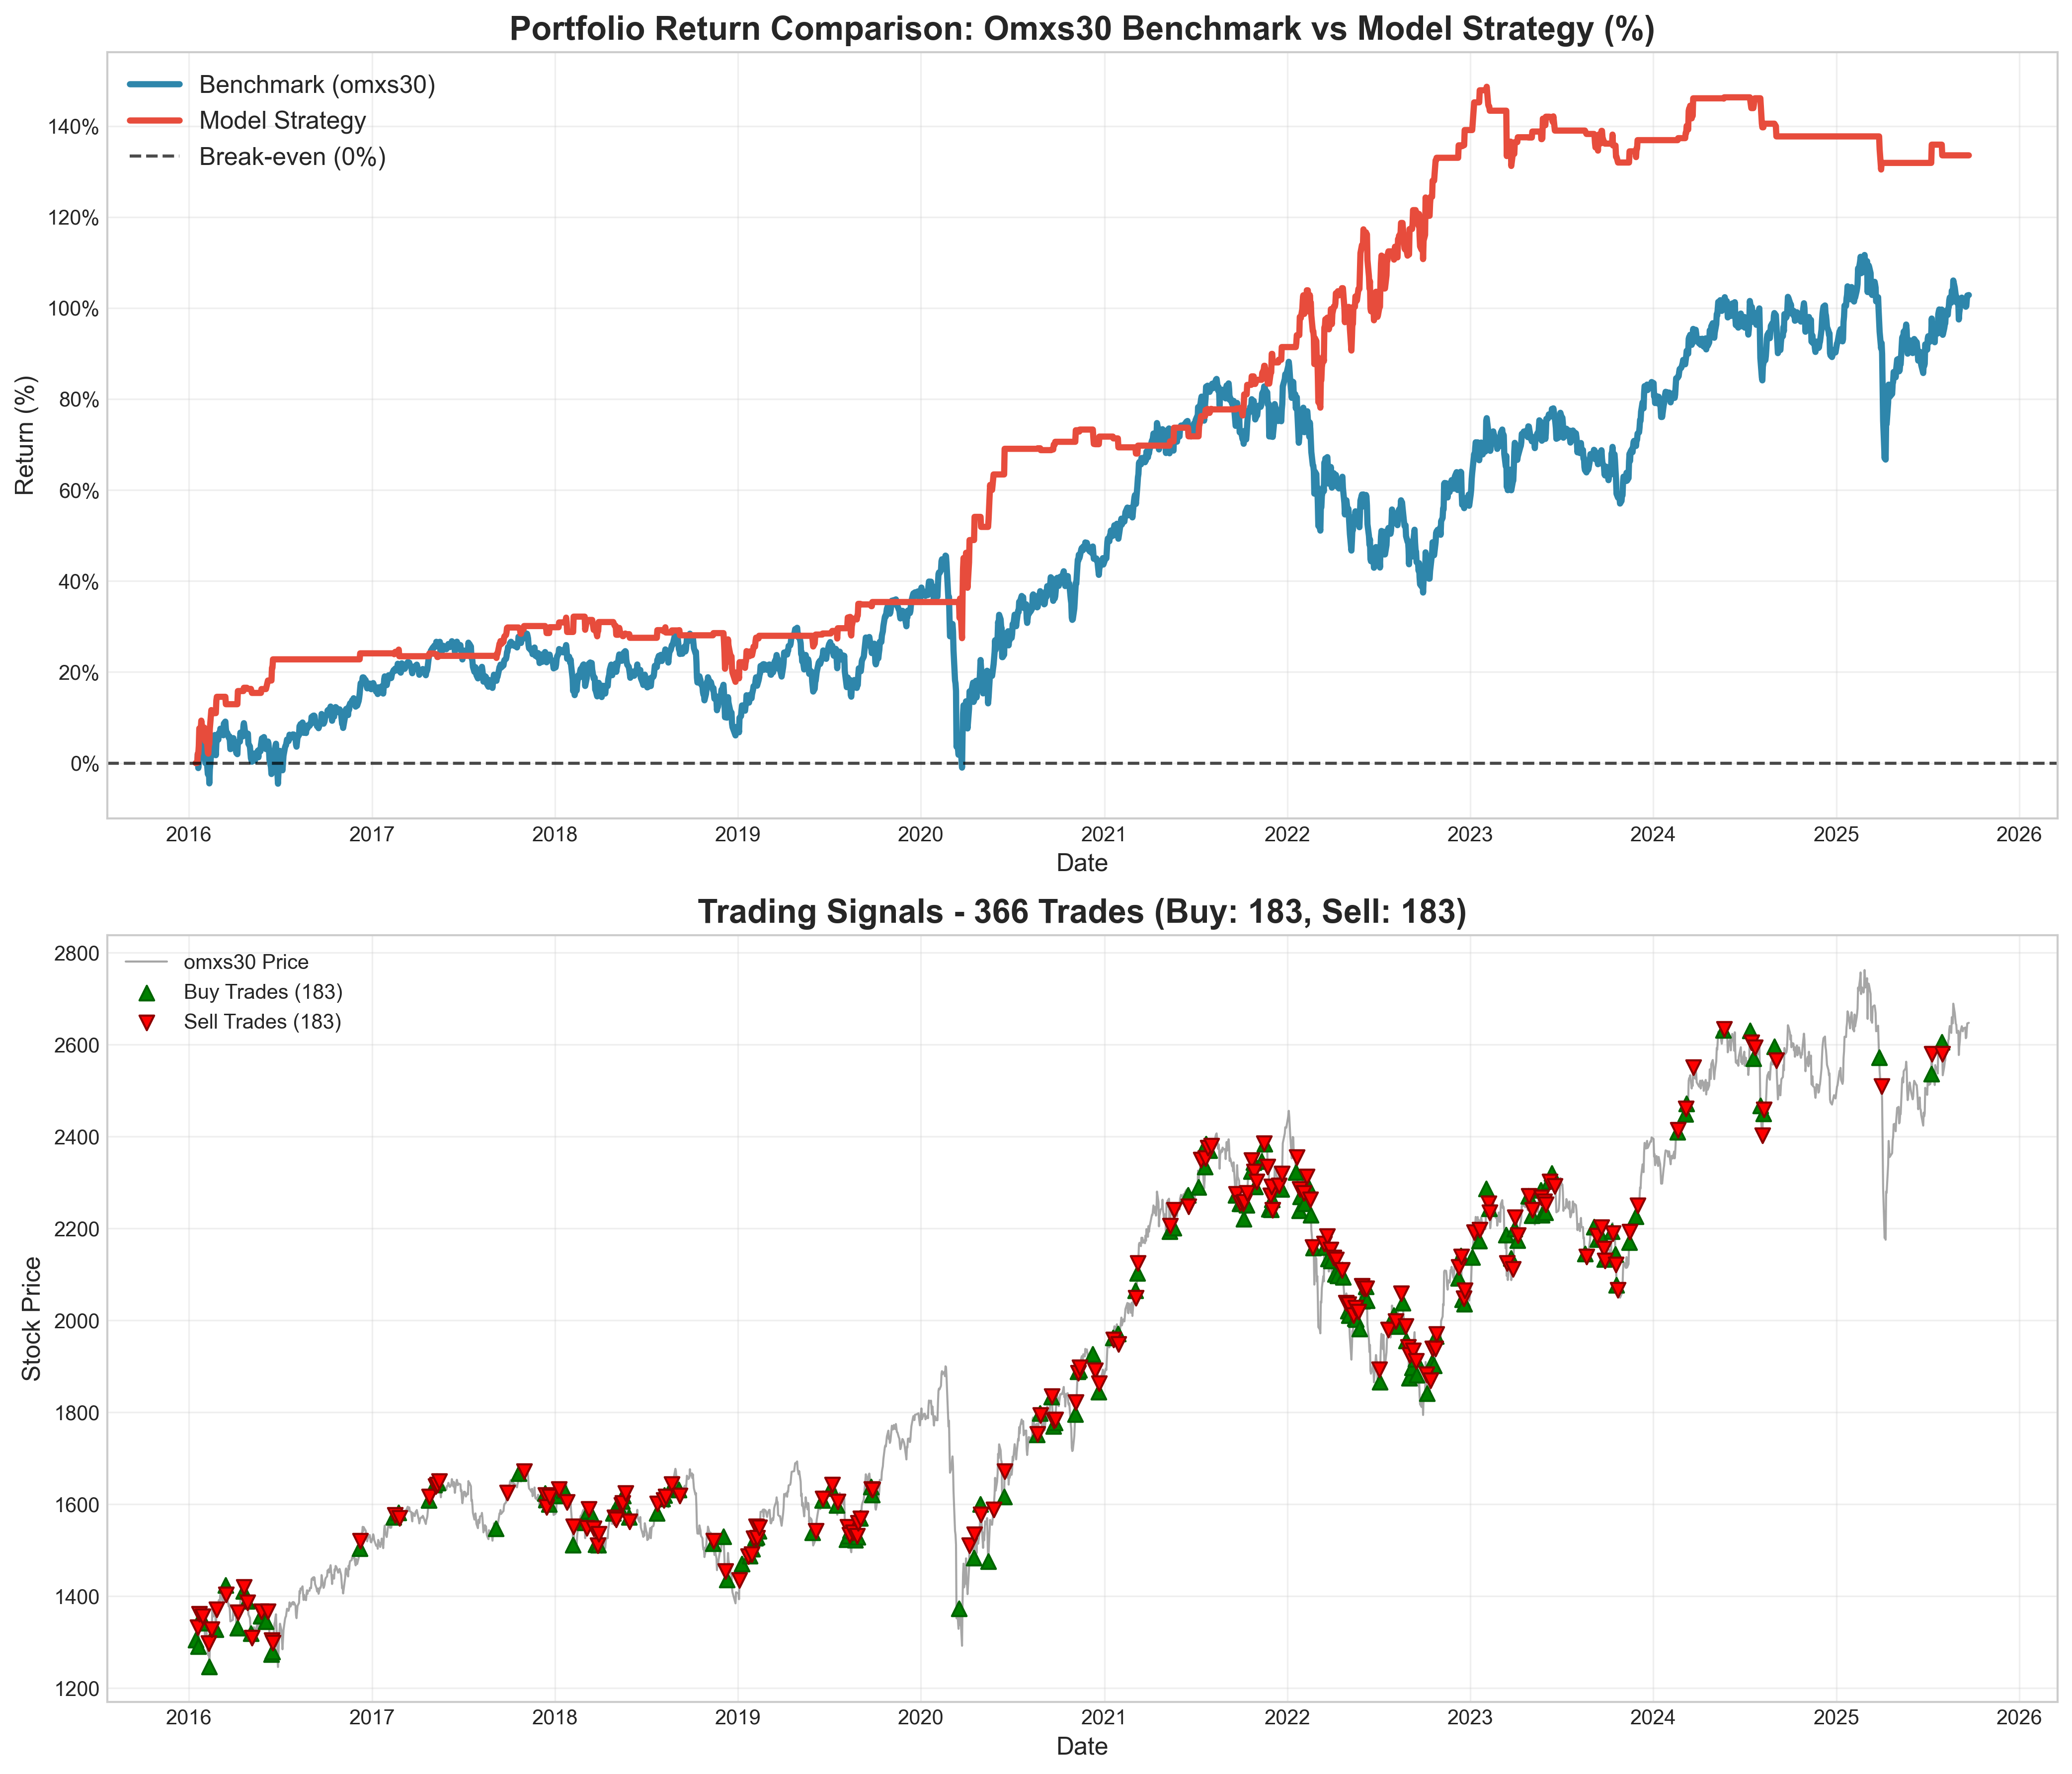 Portfolio Return Comparison: Omxs30 Benchmark vs Model Strategy (%)
Benchmark (omxs30)
Model Strategy
Break-even (0%)
Return (%)
140%
120%
100%
80%
60%
40%
20%
0%
2016 2017 2018 2019 2020 2021 2022 2023 2024 2025 2026
Date
Trading Signals - 366 Trades (Buy: 183, Sell: 183)
omxs30 Price
Buy Trades (183)
Sell Trades (183)
Stock Price
2800
2600
2400
2200
2000
1800
1600
1400
1200
2016 2017 2018 2019 2020 2021 2022 2023 2024 2025 2026
Date